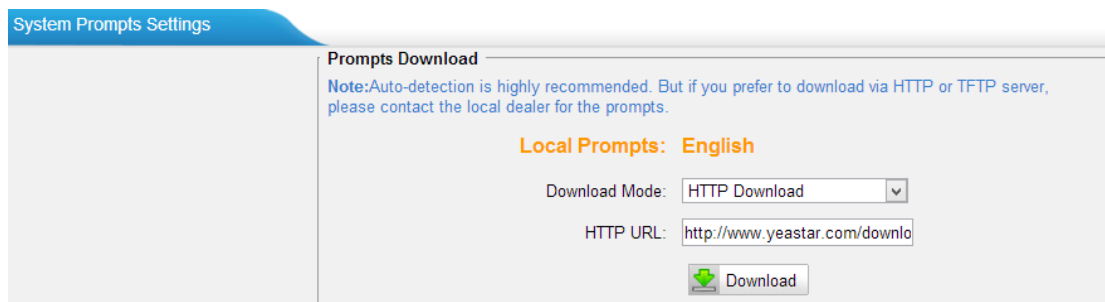 System Prompts Settings
Prompts Download
Note:Auto-detection is highly recommended. But if you prefer to download via HTTP or TFTP server,
please contact the local dealer for the prompts.
Local Prompts: English
Download Mode: HTTP Download
HTTP URL: http://www.yeastar.com/downlo
Download